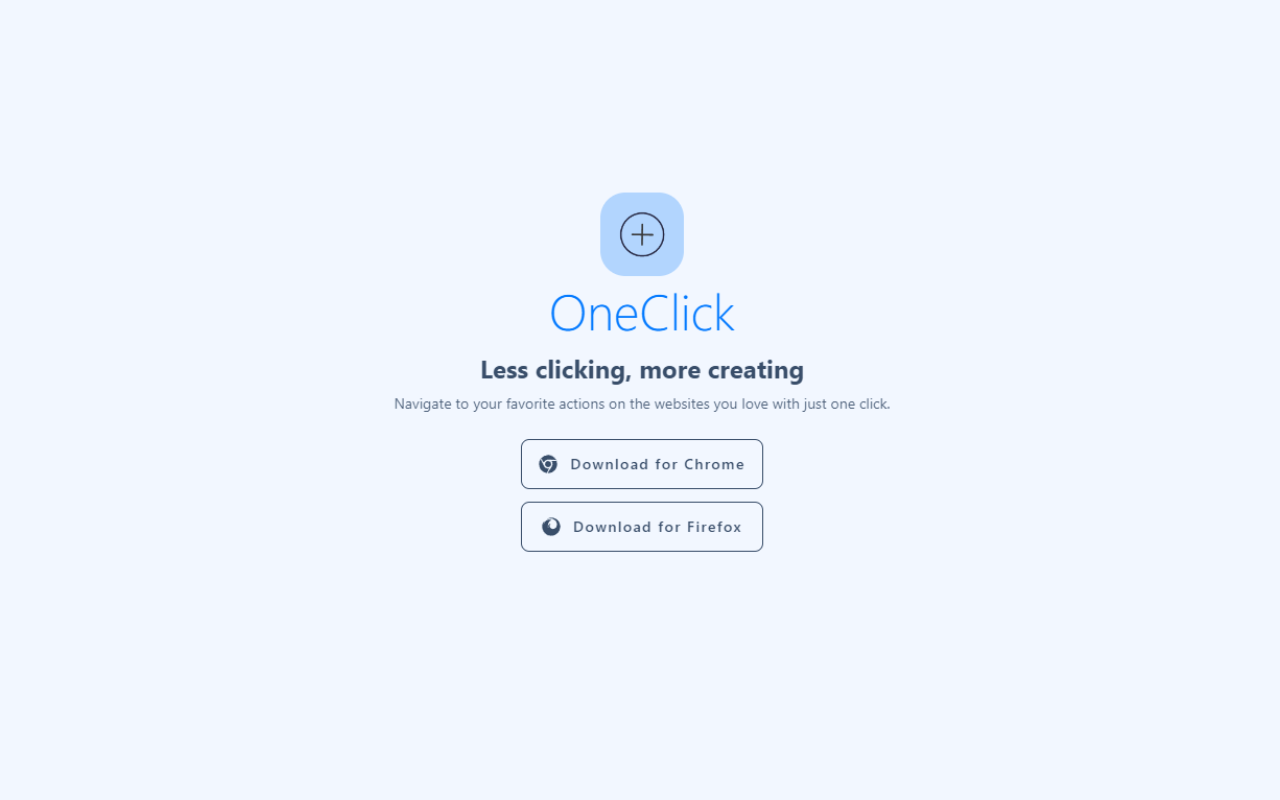 OneClick
Less clicking, more creating
Navigate to your favorite actions on the websites you love with just one click.
Download for Chrome
Download for Firefox